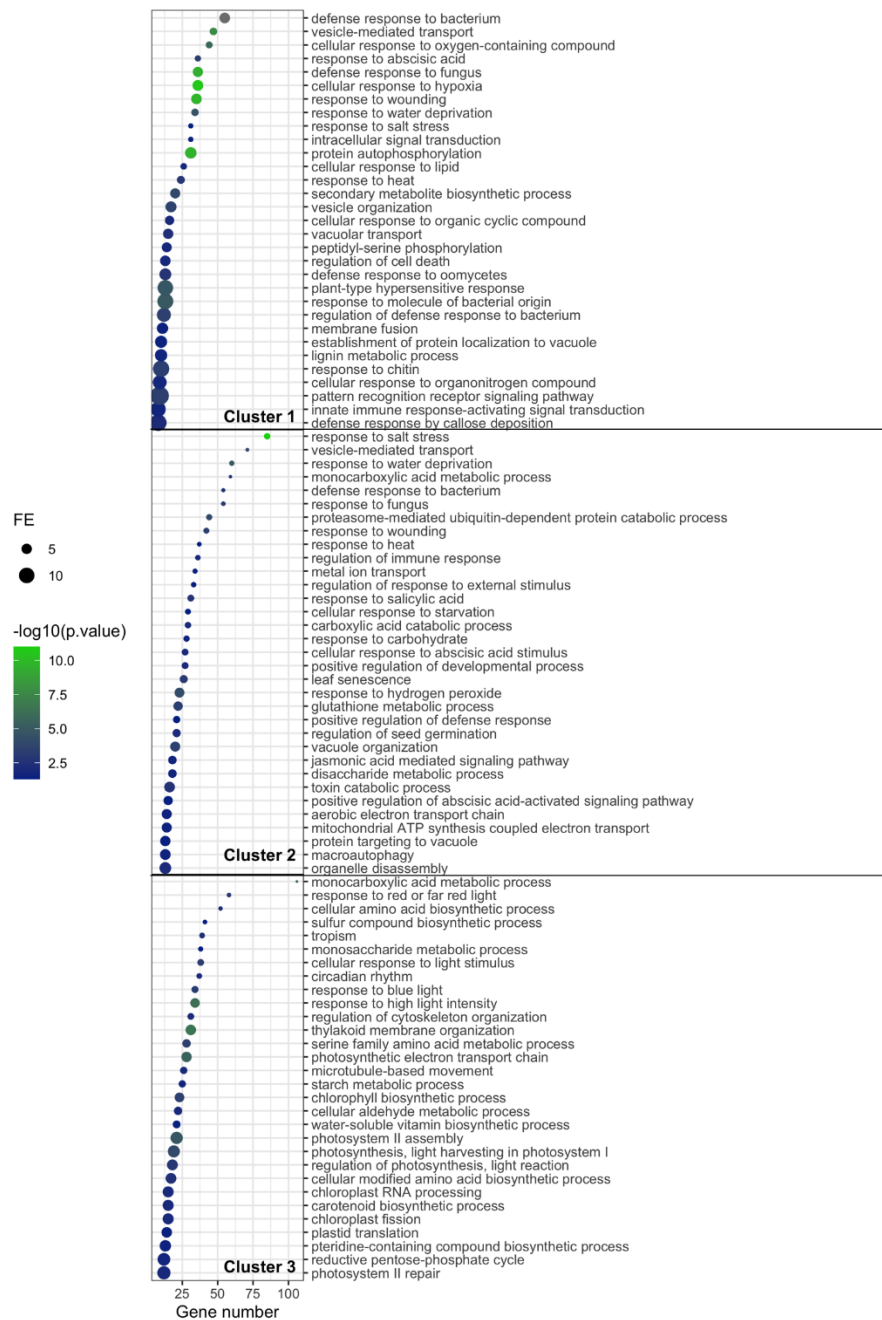 defense response to bacterium
vesicle-mediated transport
cellular response to oxygen-containing compound
response to abscisic acid
defense response to fungus
cellular response to hypoxia
response to wounding
response to water deprivation
response to salt stress
intracellular signal transduction
protein autophosphorylation
cellular response to lipid
response to heat
secondary metabolite biosynthetic process
vesicle organization
cellular response to organic cyclic compound
vacuolar transport
peptidyl-serine phosphorylation
regulation of cell death
defense response to oomycetes
plant-type hypersensitive response
response to molecule of bacterial origin
regulation of defense response to bacterium
membrane fusion
establishment of protein localization to vacuole
lignin metabolic process
response to chitin
cellular response to organonitrogen compound
pattern recognition receptor signaling pathway
innate immune response-activating signal transduction
Cluster 1
defense response by callose deposition
response to salt stress
vesicle-mediated transport
response to water deprivation
monocarboxylic acid metabolic process
defense response to bacterium
response to fungus
proteasome-mediated ubiquitin-dependent protein catabolic process
response to wounding
response to heat
regulation of immune response
metal ion transport
regulation of response to external stimulus
response to salicylic acid
cellular response to starvation
carboxylic acid catabolic process
response to carbohydrate
cellular response to abscisic acid stimulus
positive regulation of developmental process
leaf senescence
response to hydrogen peroxide
glutathione metabolic process
positive regulation of defense response
regulation of seed germination
vacuole organization
jasmonic acid mediated signaling pathway
disaccharide metabolic process
toxin catabolic process
positive regulation of abscisic acid-activated signaling pathway
aerobic electron transport chain
mitochondrial ATP synthesis coupled electron transport
protein targeting to vacuole
Cluster 2
macroautophagy
organelle disassembly
FE
5
10
-log10(p.value)
10.0
7.5
5.0
2.5
monocarboxylic acid metabolic process
response to red or far red light
cellular amino acid biosynthetic process
sulfur compound biosynthetic process
tropism
monosaccharide metabolic process
cellular response to light stimulus
circadian rhythm
response to blue light
response to high light intensity
regulation of cytoskeleton organization
thylakoid membrane organization
serine family amino acid metabolic process
photosynthetic electron transport chain
microtubule-based movement
starch metabolic process
chlorophyll biosynthetic process
cellular aldehyde metabolic process
water-soluble vitamin biosynthetic process
photosystem II assembly
photosynthesis, light harvesting in photosystem I
regulation of photosynthesis, light reaction
cellular modified amino acid biosynthetic process
chloroplast RNA processing
carotenoid biosynthetic process
chloroplast fission
plastid translation
pteridine-containing compound biosynthetic process
Cluster 3
reductive pentose-phosphate cycle
photosystem II repair
25 50 75 100
Gene number